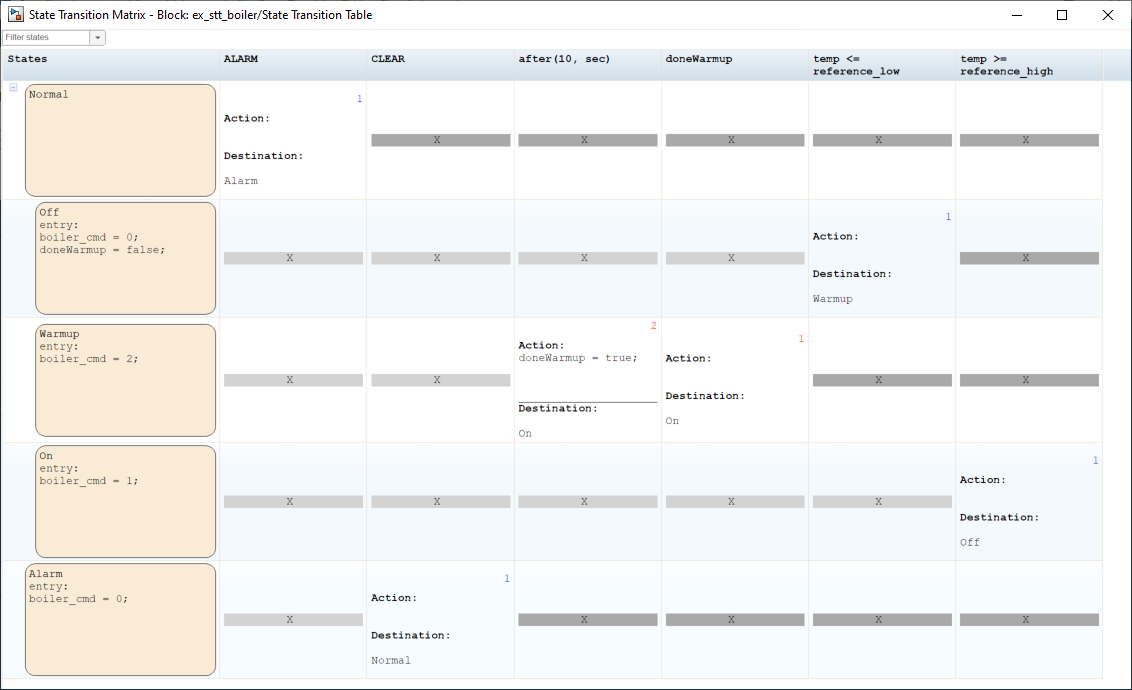 State Transition Matrix - Block: ex_stt_boiler/State Transition Table
Filter states
States ALARM CLEAR after(10, sec) doneWarmup temp <= temp >=
reference_low reference_high
Normal
1
Action:
X X X X X
Destination:
Alarm
Off
entry:
boiler_cmd = 0;
doneWarmup = false;
1
Action:
X X X X X
Destination:
Warmup
Warmup
entry:
boiler_cmd = 2;
2
Action:
doneWarmup = true;
Destination:
On
1
Action:
Destination:
On
X X X X
On
entry:
boiler_cmd = 1;
1
Action:
X X X X X
Destination:
Off
Alarm
entry:
boiler_cmd = 0;
1
Action:
X X X X X
Destination:
Normal